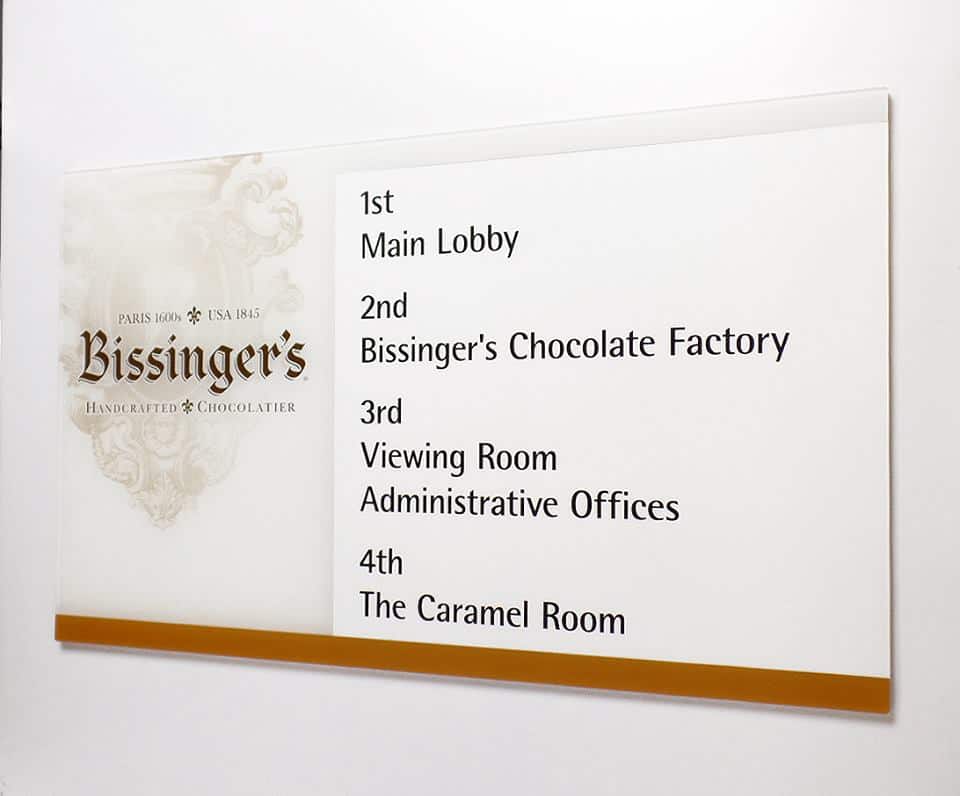 PARIS 1600s USA 1845
Bissinger's
HANDCRAFTED CHOCOLATIER
1st
Main Lobby
2nd
Bissinger's Chocolate Factory
3rd
Viewing Room
Administrative Offices
4th
The Caramel Room